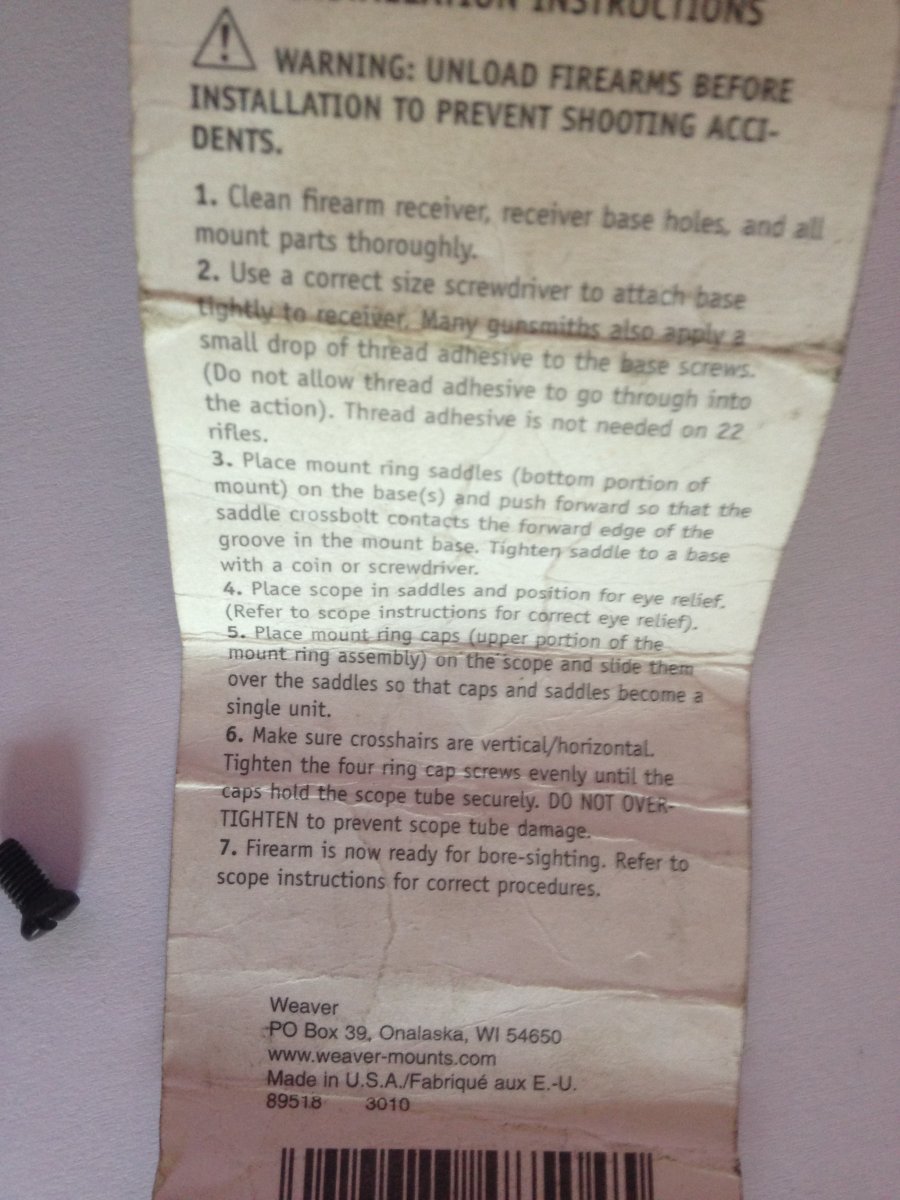 INSTALLATION INSTRUCTIONS
WARNING: UNLOAD FIREARMS BEFORE
INSTALLATION TO PREVENT SHOOTING ACCI-
DENTS.
1. Clean firearm receiver, receiver base holes, and all
mount parts thoroughly.
2. Use a correct size screwdriver to attach base
tightly to receiver. Many gunsmiths also apply a
small drop of thread adhesive to the base screws.
(Do not allow thread adhesive to go through into
the action). Thread adhesive is not needed on 22
rifles.
3. Place mount ring saddles (bottom portion of
mount) on the base(s) and push forward so that the
saddle crossbolt contacts the forward edge of the
groove in the mount base. Tighten saddle to a base
with a coin or screwdriver.
4. Place scope in saddles and position for eye relief.
(Refer to scope instructions for correct eye relief).
5. Place mount ring caps (upper portion of the
mount ring assembly) on the scope and slide them
over the saddles so that caps and saddles become a
single unit.
6. Make sure crosshairs are vertical/horizontal.
Tighten the four ring cap screws evenly until the
caps hold the scope tube securely. DO NOT OVER-
TIGHTEN to prevent scope tube damage.
7. Firearm is now ready for bore-sighting. Refer to
scope instructions for correct procedures.
Weaver
PO Box 39, Onalaska, WI 54650
www.weaver-mounts.com
Made in U.S.A./Fabriqué aux E.-U.
89518 3010